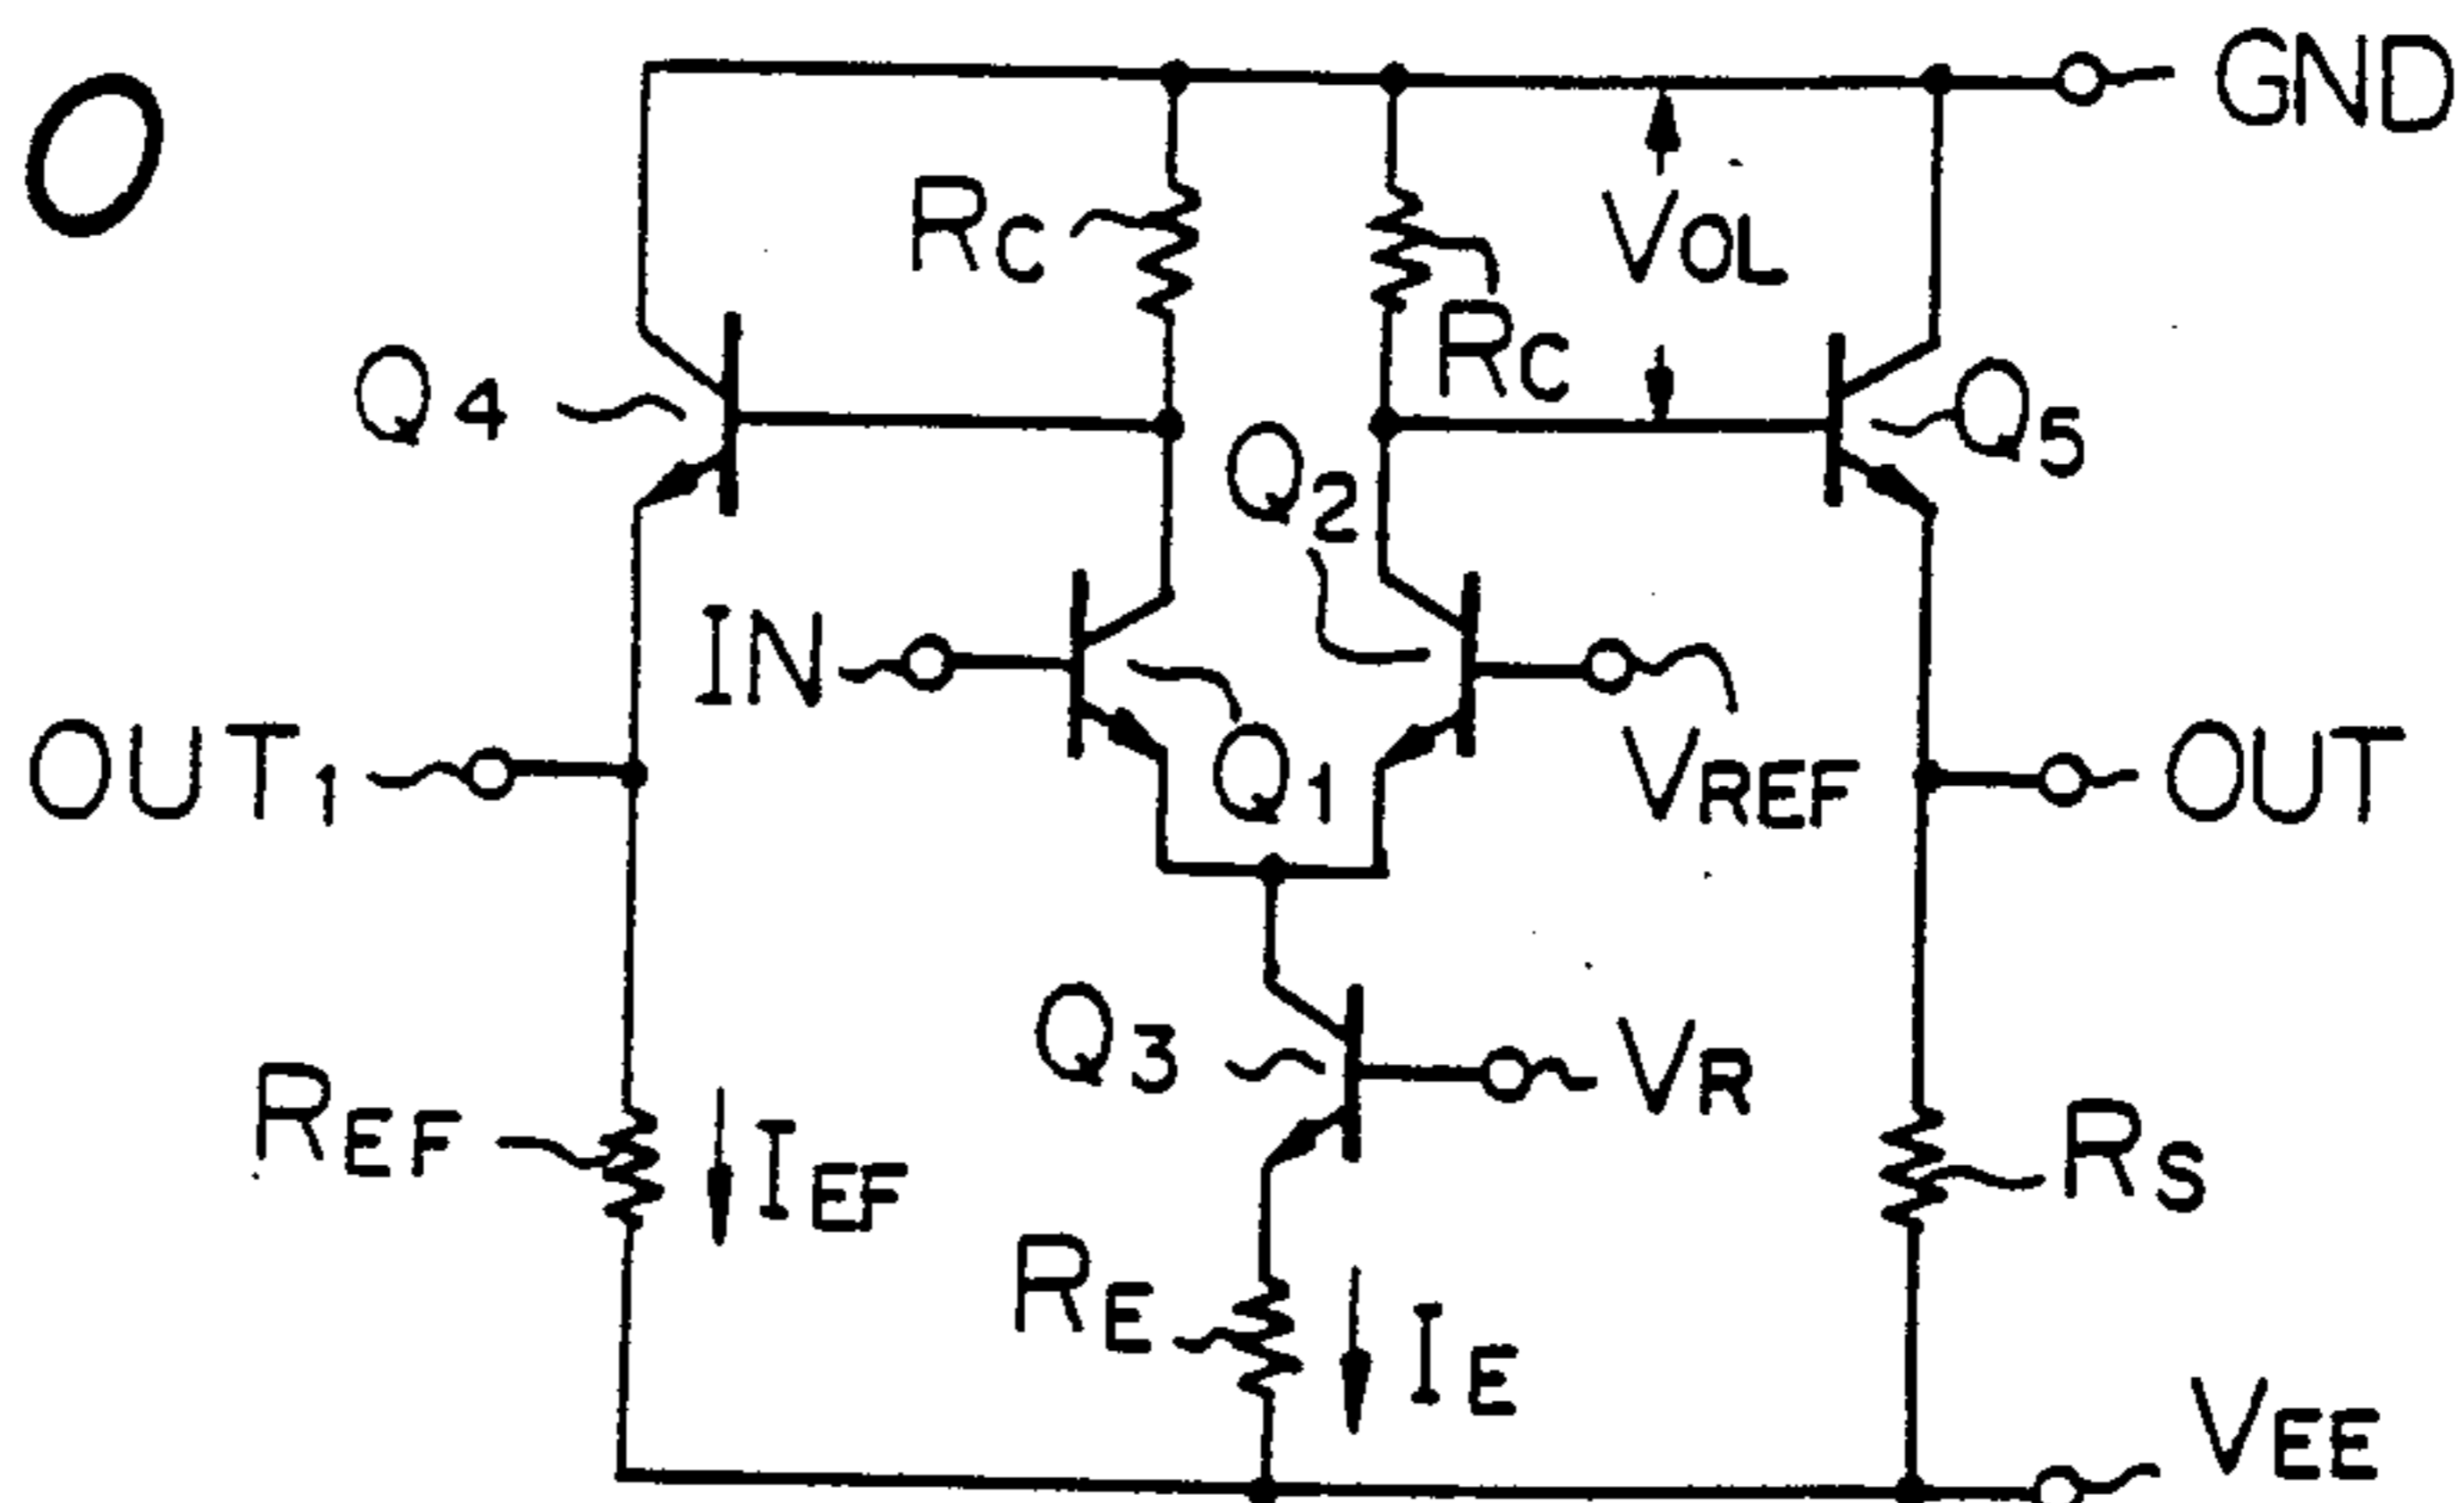 O
GND
RC
VOL
RC
Q4
Q5
Q2
IN
OUT1
Q1
VREF
OUT
Q3
VR
REF
IEF
RS
RE
IE
VEE